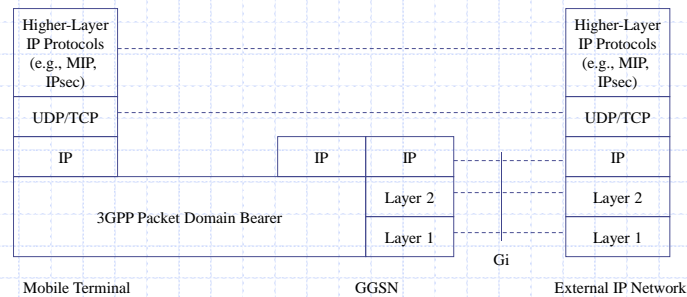 Higher-Layer
IP Protocols
(e.g., MIP,
IPsec)
UDP/TCP
IP
3GPP Packet Domain Bearer
Mobile Terminal
IP
IP
Layer 2
Layer 1
GGSN
Gi
Higher-Layer
IP Protocols
(e.g., MIP,
IPsec)
UDP/TCP
IP
Layer 2
Layer 1
External IP Network